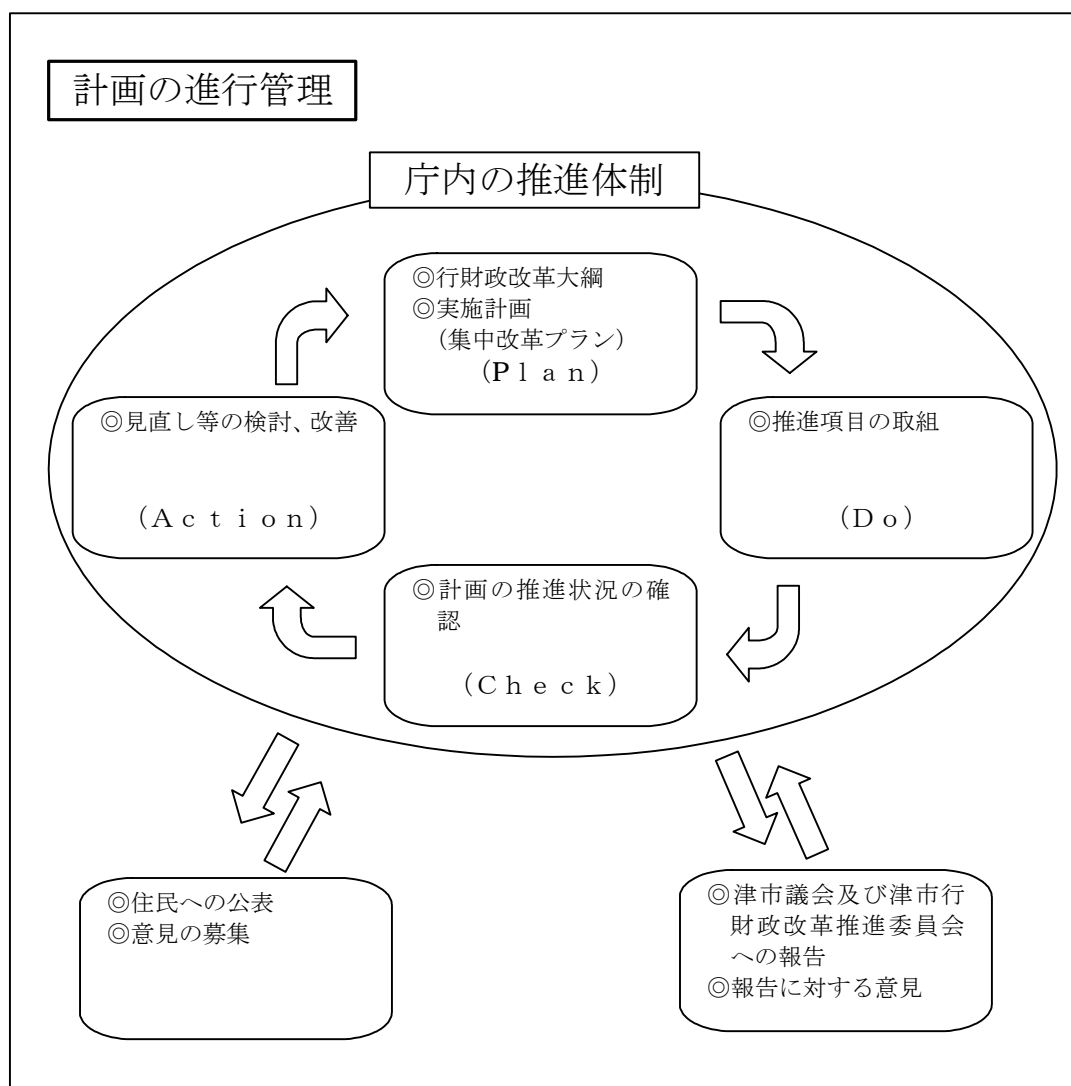 計画の進行管理
庁内の推進体制
◎行財政改革大綱
◎実施計画
（集中改革プラン）
（Ｐｌａｎ）
◎見直し等の検討、改善
（Ａｃｔｉｏｎ）
◎推進項目の取組
（Ｄｏ）
◎計画の推進状況の確
認
（Ｃｈｅｃｋ）
◎住民への公表
◎意見の募集
◎津市議会及び津市行
財政改革推進委員会
への報告
◎報告に対する意見